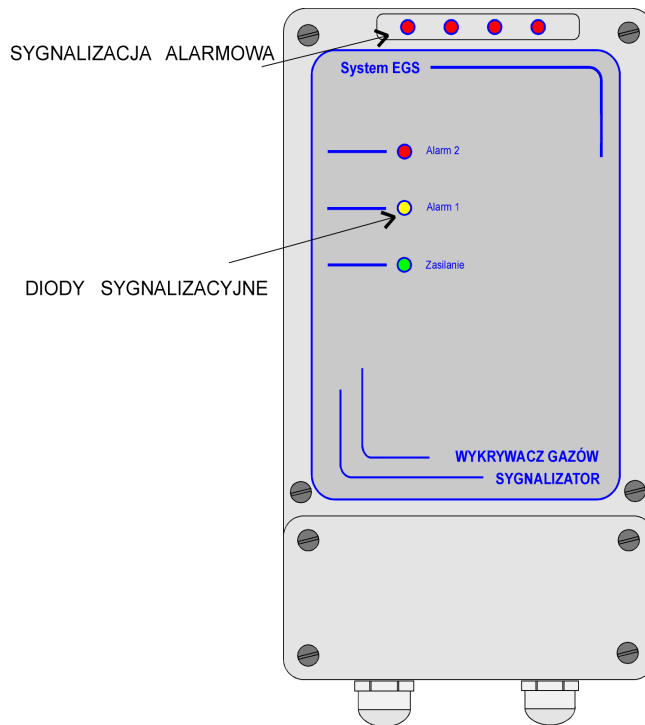 SYGNALIZACJA ALARMOWA
System EGS
Alarm 2
Alarm 1
Zasilanie
DIODY SYGNALIZACYJNE
WYKRYWACZ GAZÓW
SYGNALIZATOR